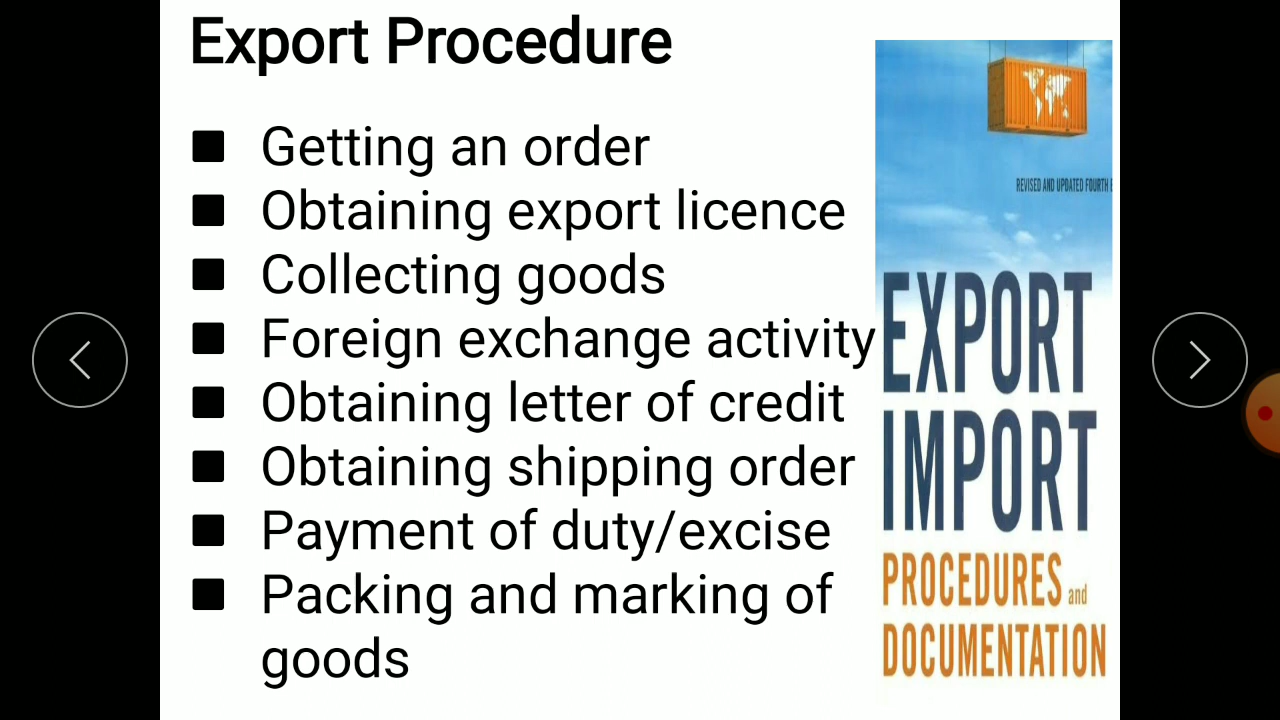 Export Procedure
Getting an order
Obtaining export licence
Collecting goods
Foreign exchange activity
Obtaining letter of credit
Obtaining shipping order
Payment of duty/excise
Packing and marking of
goods
REVISED AND UPDATED FOURTH
EXPORT
IMPORT
PROCEDURES and
DOCUMENTATION